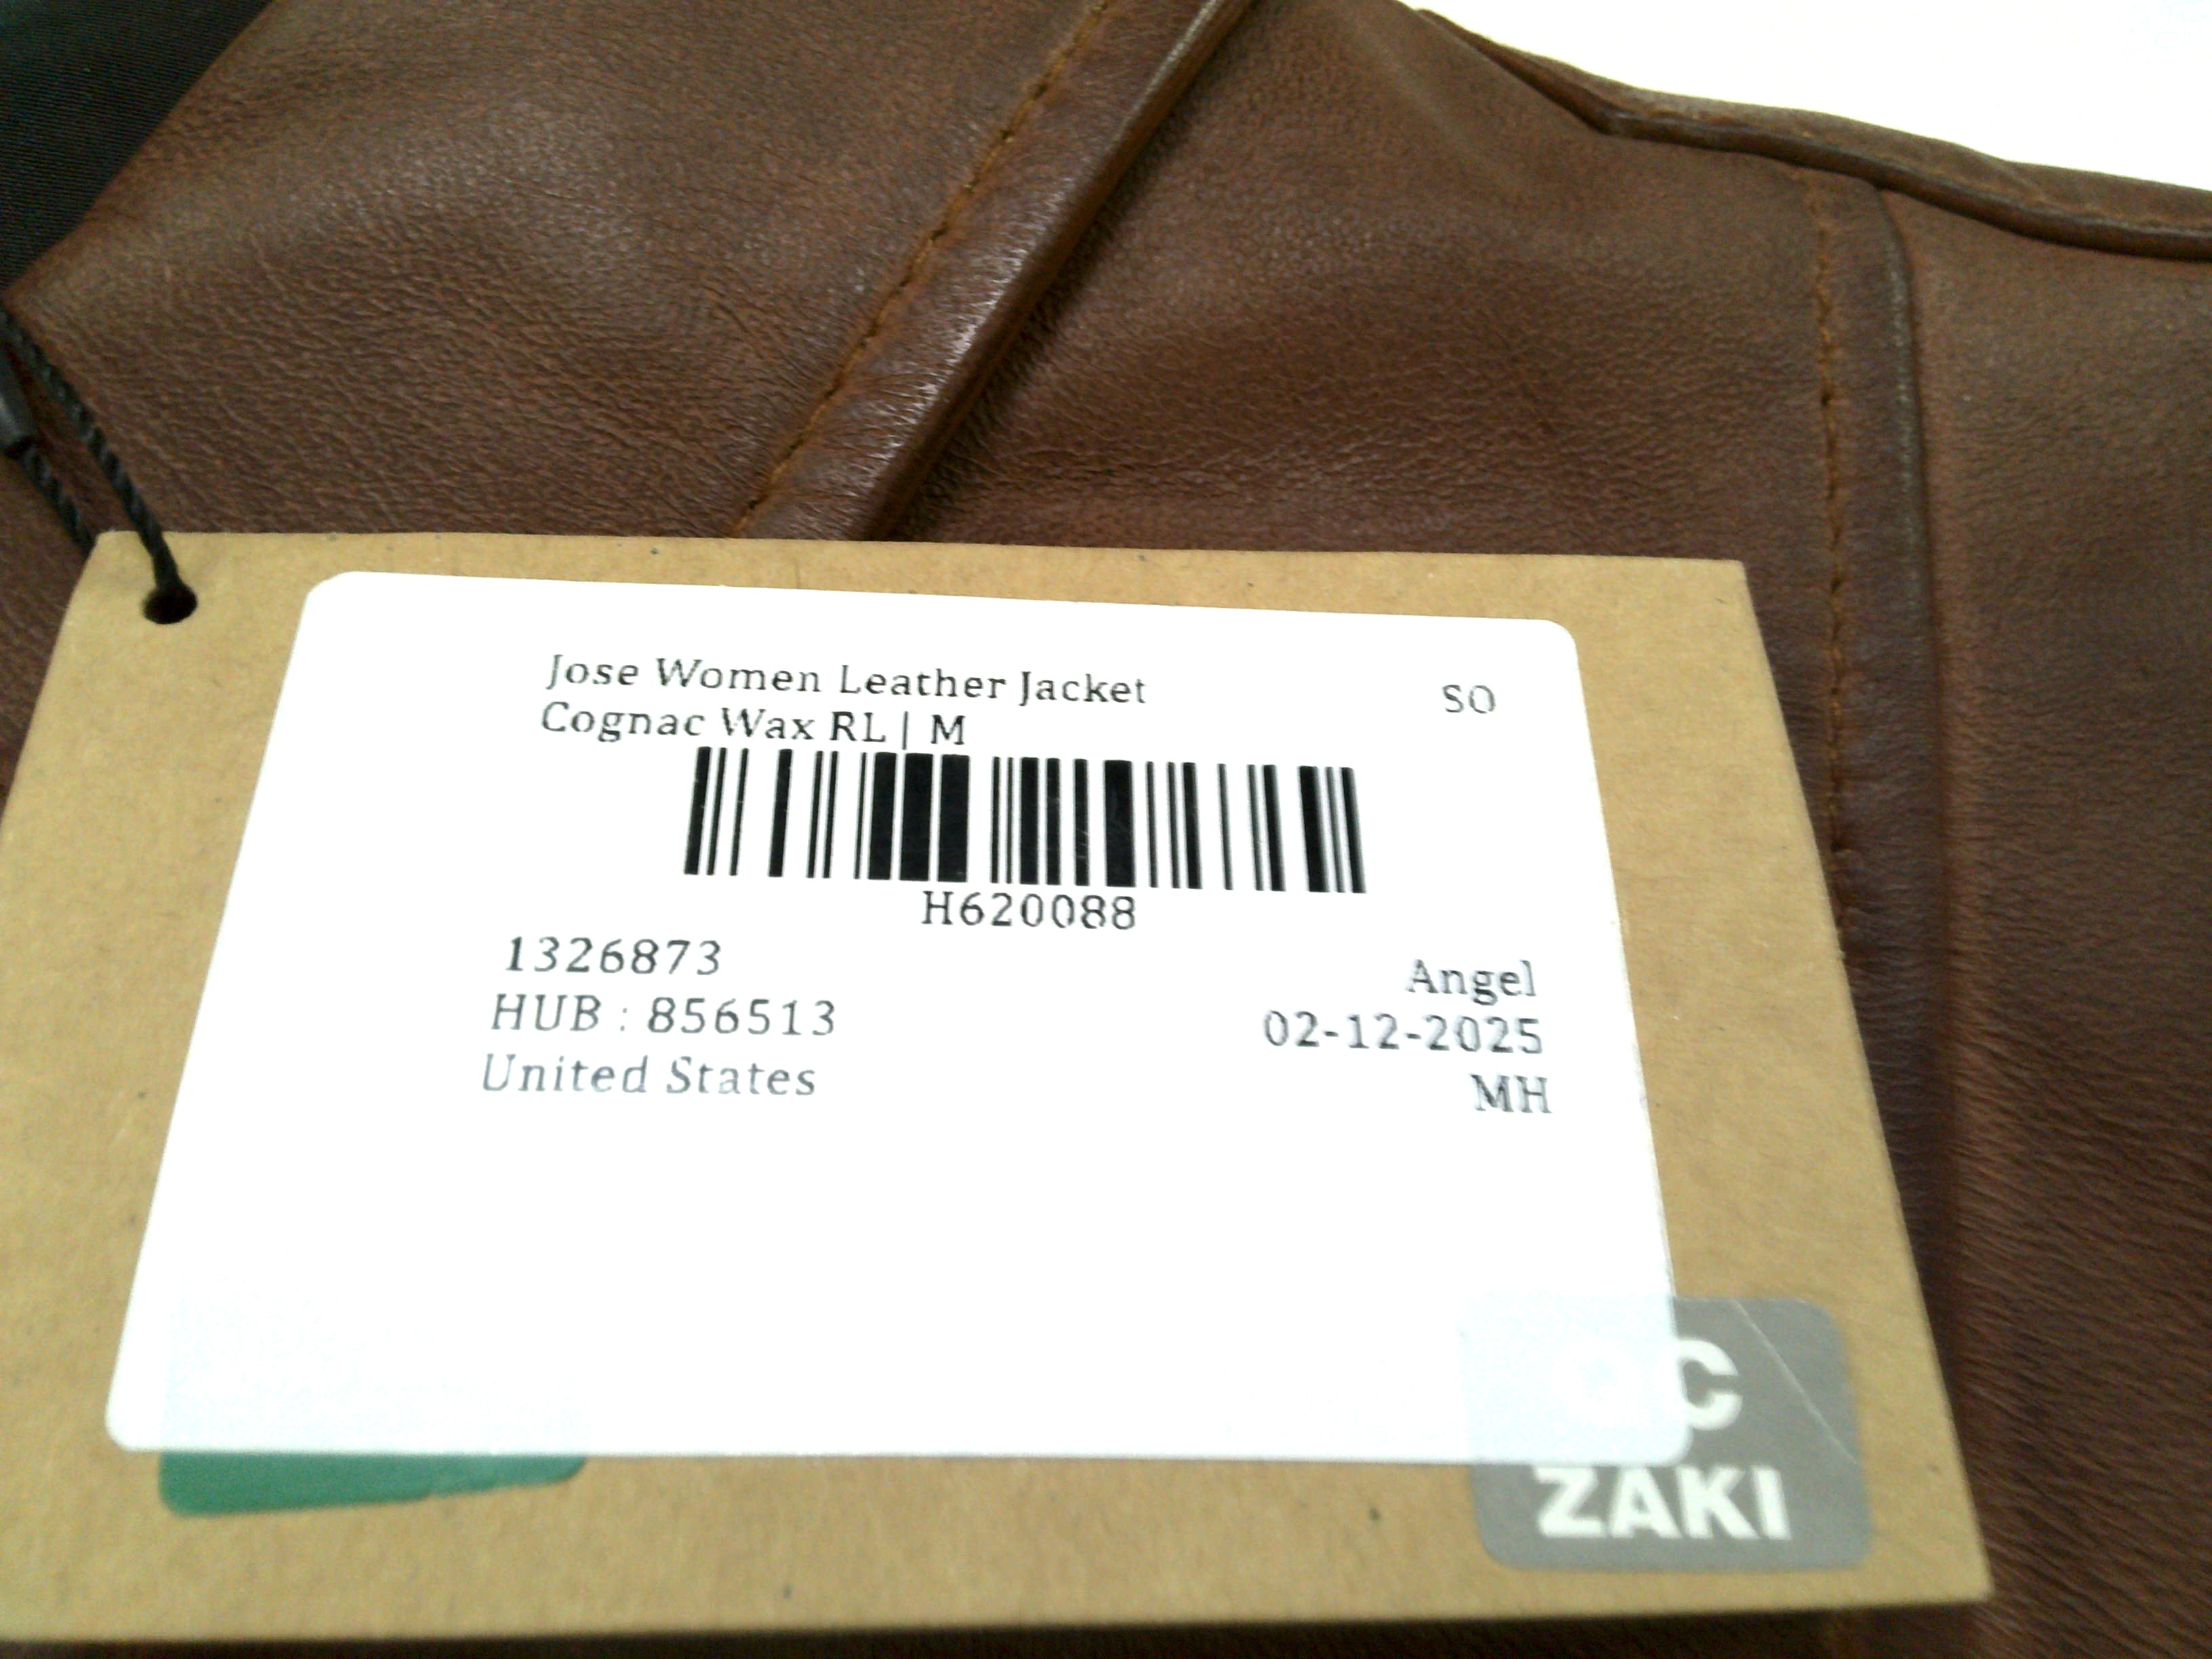 Jose Women Leather Jacket
SO
Cognac Wax RL | M
H620088
1326873
Angel
HUB : 856513
02-12-2025
United States
MH
QC
ZAKI